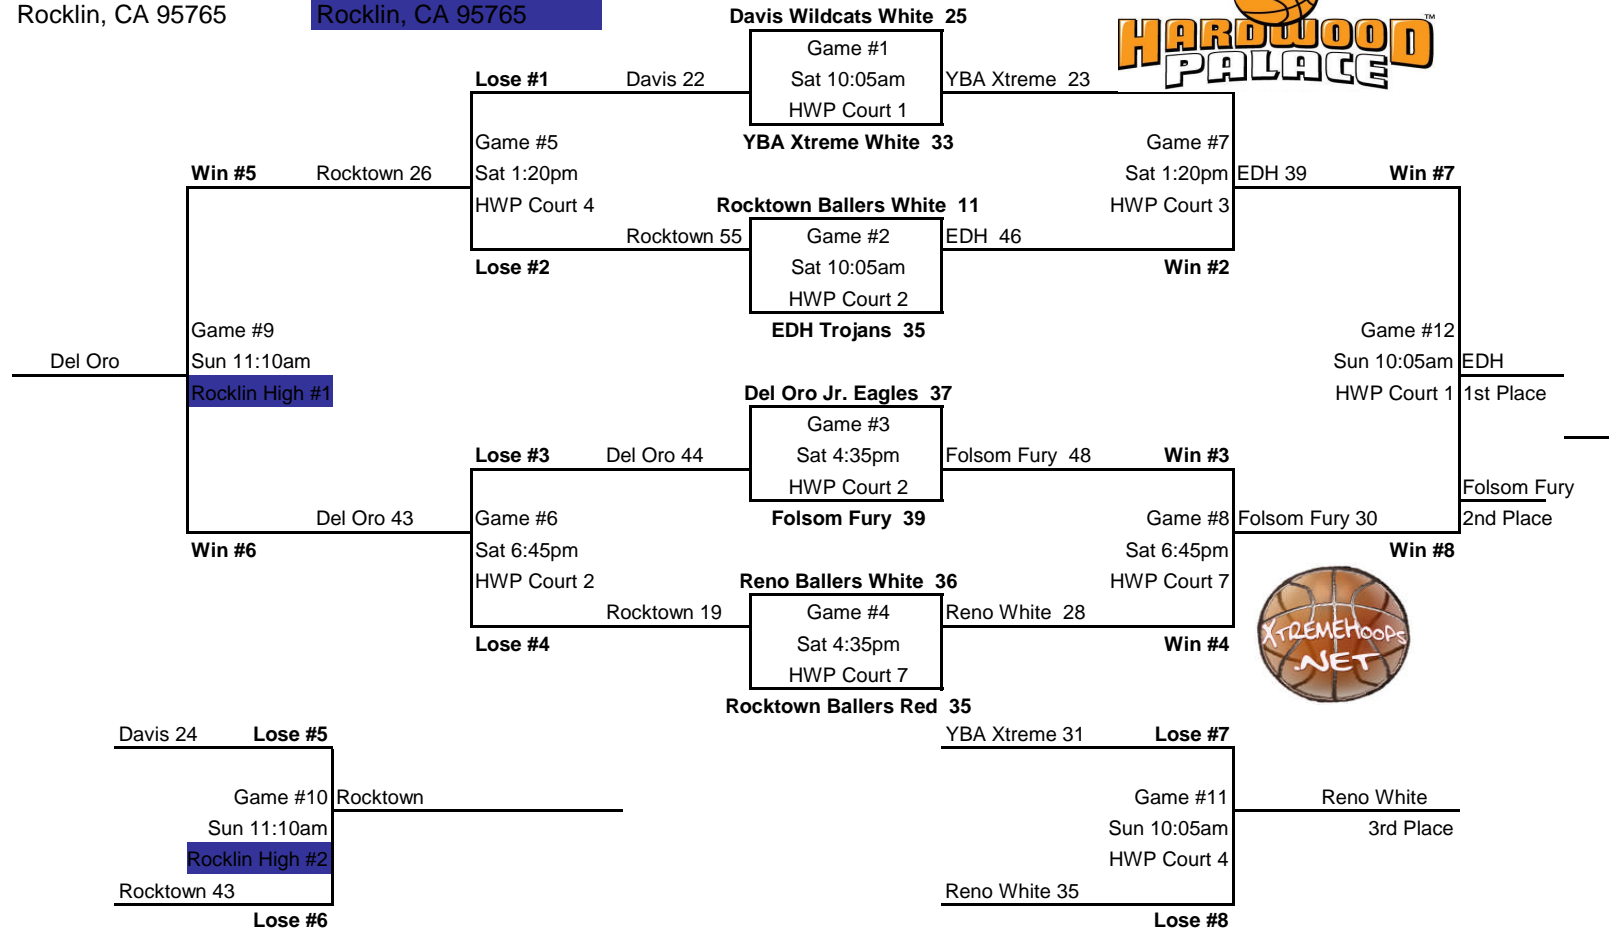 Rocklin, CA 95765
Rocklin, CA 95765
Davis Wildcats White 25
HARDWOOD PALACE™
Game #1
Lose #1
Davis 22
Sat 10:05am
YBA Xtreme 23
HWP Court 1
Game #5
YBA Xtreme White 33
Game #7
Win #5
Rocktown 26
Sat 1:20pm
Sat 1:20pm
EDH 39
Win #7
HWP Court 4
Rocktown Ballers White 11
HWP Court 3
Rocktown 55
Game #2
EDH 46
Lose #2
Sat 10:05am
Win #2
HWP Court 2
Game #9
EDH Trojans 35
Game #12
Del Oro
Sun 11:10am
Sun 10:05am
EDH
Rocklin High #1
Del Oro Jr. Eagles 37
HWP Court 1
1st Place
Game #3
Lose #3
Del Oro 44
Sat 4:35pm
Folsom Fury 48
Win #3
HWP Court 2
Folsom Fury
Del Oro 43
Game #6
Folsom Fury 39
Game #8
Folsom Fury 30
2nd Place
Win #6
Sat 6:45pm
Sat 6:45pm
Win #8
HWP Court 2
Reno Ballers White 36
HWP Court 7
Rocktown 19
Game #4
Reno White 28
XTREMEHOOPS
.NET
Lose #4
Sat 4:35pm
Win #4
HWP Court 7
Rocktown Ballers Red 35
Davis 24
Lose #5
YBA Xtreme 31
Lose #7
Game #10
Rocktown
Game #11
Reno White
Sun 11:10am
Sun 10:05am
3rd Place
Rocklin High #2
HWP Court 4
Rocktown 43
Reno White 35
Lose #6
Lose #8